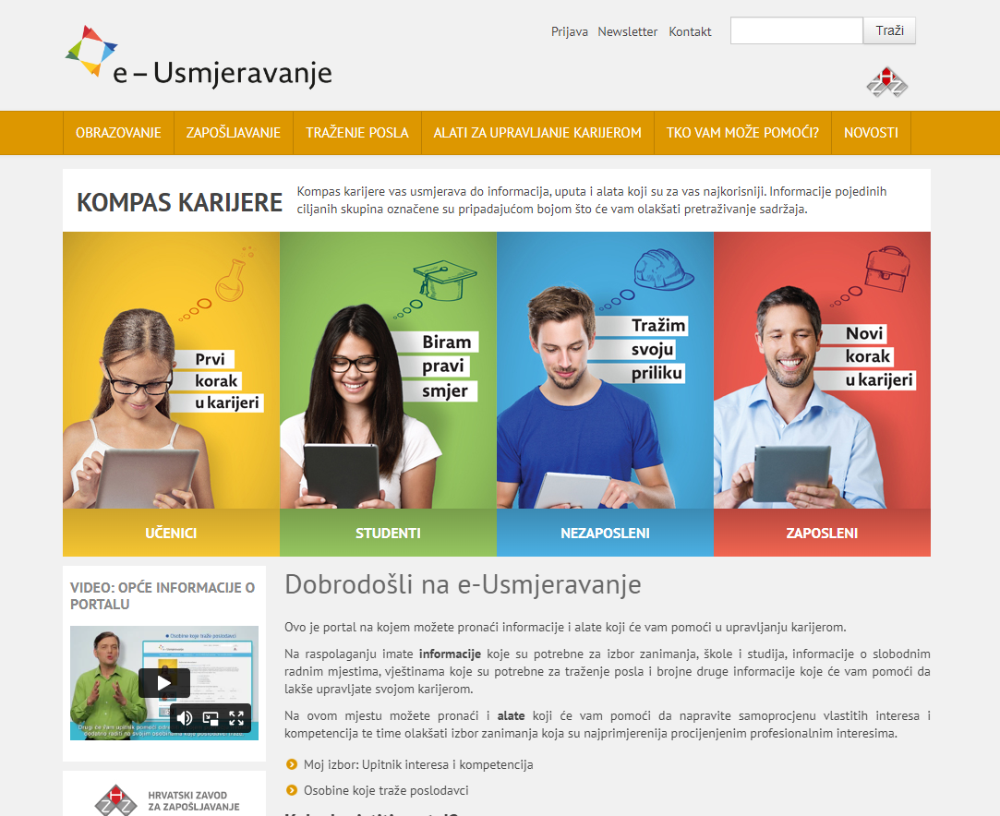 Prijava Newsletter Kontakt Traži
e – Usmjeravanje
OBRAZOVANJE ZAPOŠLJAVANJE TRAŽENJE POSLA ALATI ZA UPRAVLJANJE KARIJEROM TKO VAM MOŽE POMOĆI? NOVOSTI
KOMPAS KARIJERE
Kompas karijere vas usmjerava do informacija, uputa i alata koji su za vas najkorisniji. Informacije pojedinih
ciljanih skupina označene su pripadajućom bojom što će vam olakšati pretraživanje sadržaja.
Prvi
korak
u karijeri
Biram
pravi
smjer
Tražim
svoju
priliku
Novi
korak
u karijeri
UČENICI STUDENTI NEZAPOSLENI ZAPOSLENI
VIDEO: OPĆE INFORMACIJE O
PORTALU
Osobine koje traže poslodavci
HRVATSKI ZAVOD
ZA ZAPOŠLJAVANJE
Dobrodošli na e-Usmjeravanje
Ovo je portal na kojem možete pronaći informacije i alate koji će vam pomoći u upravljanju karijerom.
Na raspolaganju imate informacije koje su potrebne za izbor zanimanja, škole i studija, informacije o slobodnim
radnim mjestima, vještinama koje su potrebne za traženje posla i brojne druge informacije koje će vam pomoći da
lakše upravljate svojom karijerom.
Na ovom mjestu možete pronaći i alate koji će vam pomoći da napravite samoprocjenu vlastitih interesa i
kompetencija te time olakšati izbor zanimanja koja su najprimjerenija procijenjenim profesionalnim interesima.
Moj izbor: Upitnik interesa i kompetencija
Osobine koje traže poslodavci